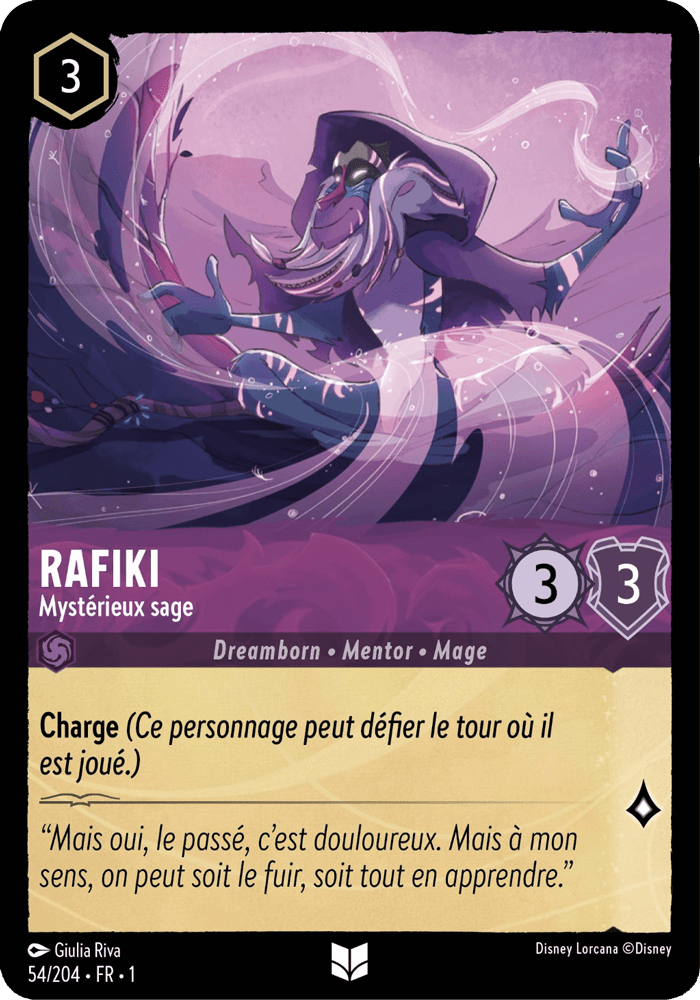 3
RAFIKI
Mystérieux sage
3
3
Dreamborn • Mentor • Mage
Charge (Ce personnage peut défier le tour où il
est joué.)
“Mais oui, le passé, c’est douloureux. Mais à mon
sens, on peut soit le fuir, soit tout en apprendre.”
Giulia Riva
Disney Lorcana ©Disney
54/204 • FR • 1